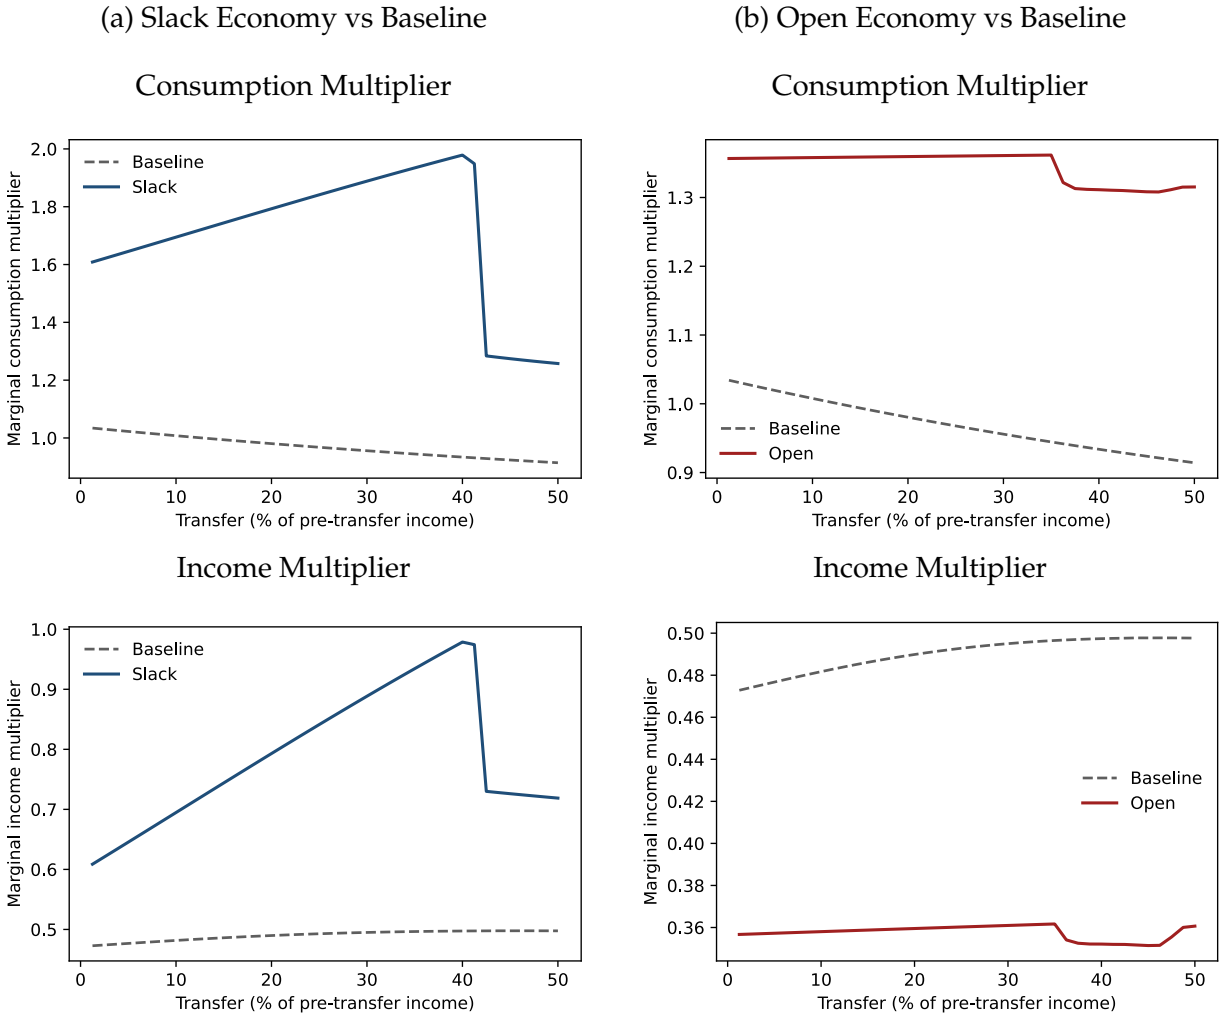 (a) Slack Economy vs Baseline
Consumption Multiplier
Marginal consumption multiplier
2.0
1.8
1.6
1.4
1.2
1.0
Baseline
Slack
0 10 20 30 40 50
Transfer (% of pre-transfer income)
Income Multiplier
Marginal income multiplier
1.0
0.9
0.8
0.7
0.6
0.5
Baseline
Slack
0 10 20 30 40 50
Transfer (% of pre-transfer income)
(b) Open Economy vs Baseline
Consumption Multiplier
Marginal consumption multiplier
1.3
1.2
1.1
1.0
0.9
Baseline
Open
0 10 20 30 40 50
Transfer (% of pre-transfer income)
Income Multiplier
Marginal income multiplier
0.50
0.48
0.46
0.44
0.42
0.40
0.38
0.36
Baseline
Open
0 10 20 30 40 50
Transfer (% of pre-transfer income)